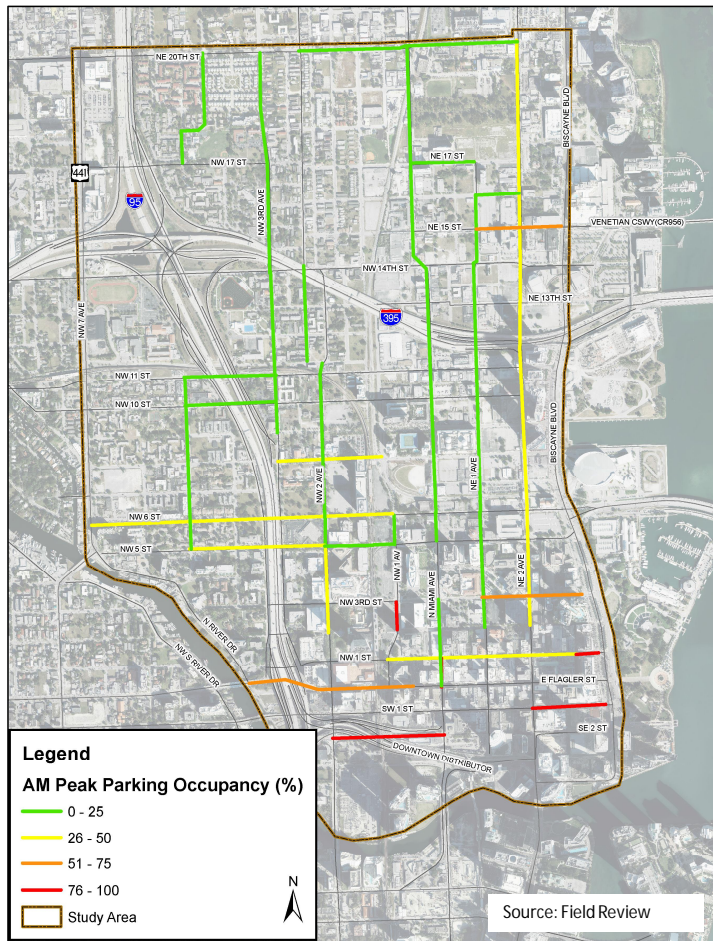 NE 20TH ST
BISCAYNE BLVD
NE 17 ST
NW 17 ST
441
95
NW 3RD AVE
VENETIAN CSWY(CR956)
NE 15 ST
NW 14TH ST
NE 13TH ST
NW 7 AVE
395
NW 11 ST
NW 10 ST
BISCAYNE BLVD
NW 2 AVE
NE 1 AVE
NW 6 ST
NW 5 ST
NW 1 AV
NE 2 AVE
N MIAMI AVE
NW 3RD ST
N RIVER DR
NW S RIVER DR
NW 1 ST
E FLAGLER ST
SW 1 ST
SE 2 ST
DOWNTOWN DISTRIBUTOR
Legend
AM Peak Parking Occupancy (%)
0 - 25
26 - 50
51 - 75
76 - 100
Study Area
N
Source: Field Review